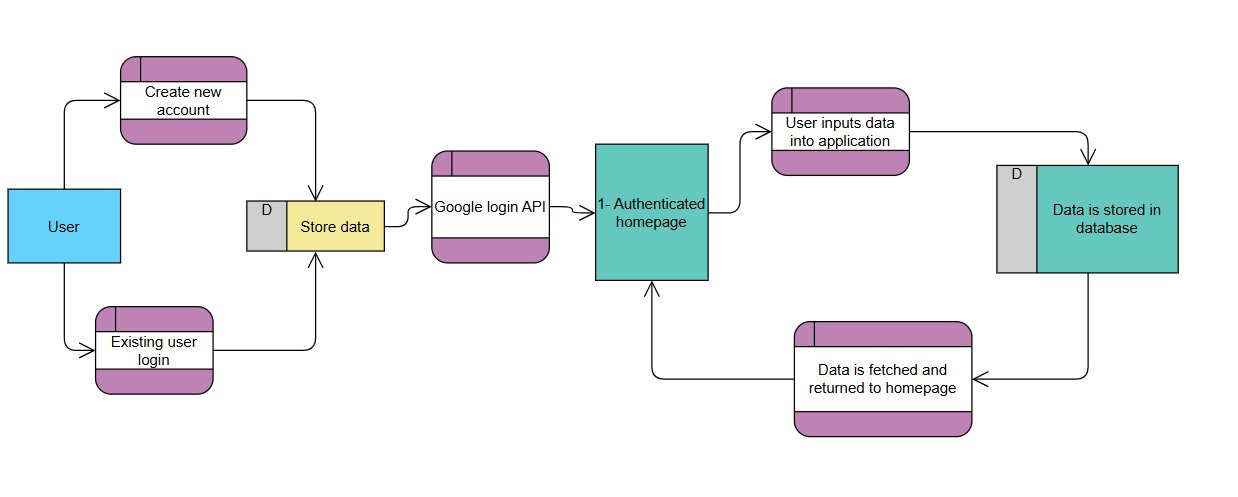 Create new
account
User
Existing user
login
D
Store data
Google login API
1- Authenticated
homepage
User inputs data
into application
D
Data is stored in
database
Data is fetched and
returned to homepage